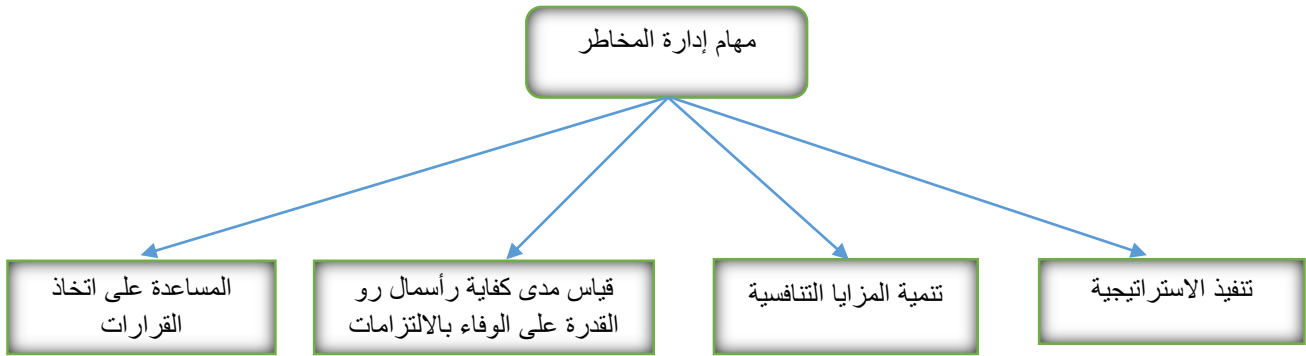 مهام إدارة المخاطر
تنفيذ الاستراتيجية
تنمية المزايا التنافسية
قياس مدى كفاية رأسمال رو
القدرة على الوفاء بالالتزامات
المساعدة على اتخاذ
القرارات